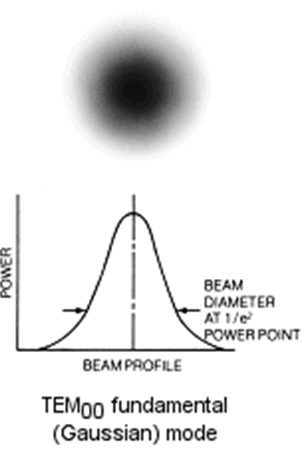 POWER
BEAM
DIAMETER
AT 1/e²
POWER POINT
BEAM PROFILE
TEM₀₀ fundamental
(Gaussian) mode